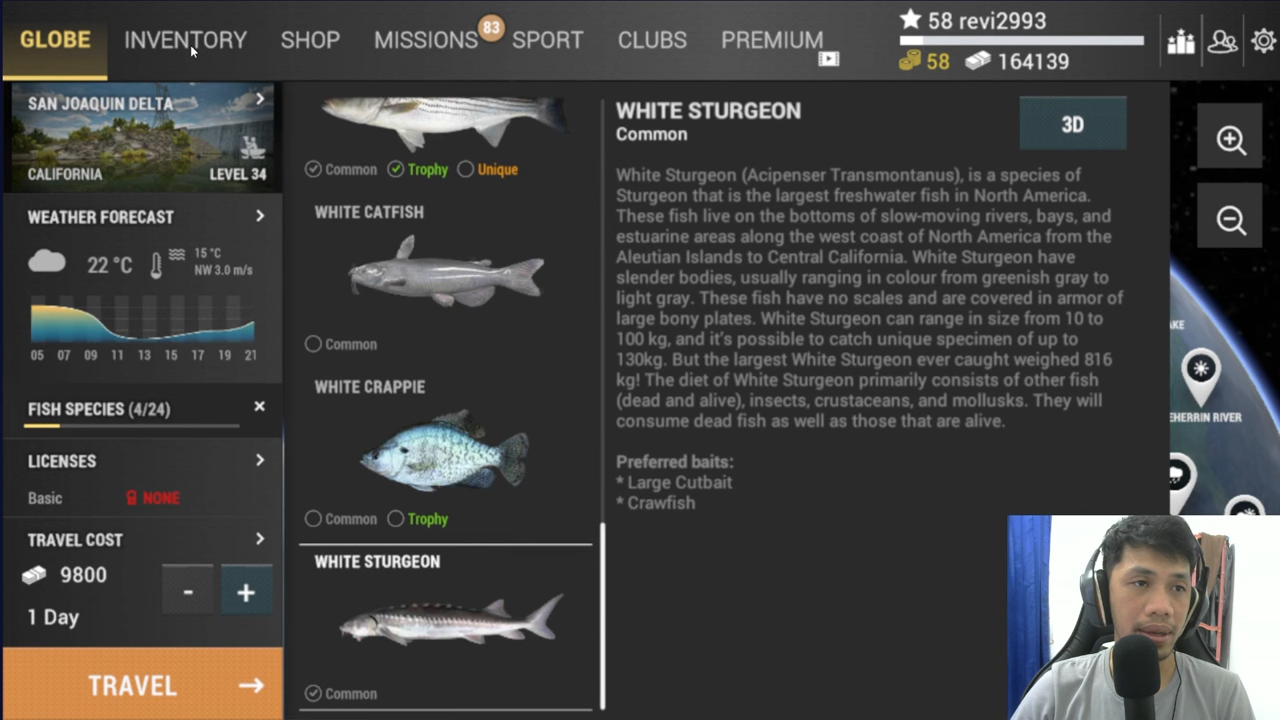 GLOBE
INVENTORY
SHOP
MISSIONS
83
SPORT
CLUBS
PREMIUM
58 revi2993
58
164139
SAN JOAQUIN DELTA
CALIFORNIA
LEVEL 34
WEATHER FORECAST
22 °C
15 °C
NW 3.0 m/s
05 07 09 11 13 15 17 19 21
FISH SPECIES (4/24)
LICENSES
Basic
NONE
TRAVEL COST
9800
- +
1 Day
TRAVEL
Common Trophy Unique
WHITE CATFISH
Common
WHITE CRAPPIE
Common Trophy
WHITE STURGEON
Common
WHITE STURGEON
Common
3D
White Sturgeon (Acipenser Transmontanus), is a species of
Sturgeon that is the largest freshwater fish in North America.
These fish live on the bottoms of slow-moving rivers, bays, and
estuarine areas along the west coast of North America from the
Aleutian Islands to Central California. White Sturgeon have
slender bodies, usually ranging in colour from greenish gray to
light gray. These fish have no scales and are covered in armor of
large bony plates. White Sturgeon can range in size from 10 to
100 kg, and it's possible to catch unique specimen of up to
130kg. But the largest White Sturgeon ever caught weighed 816
kg! The diet of White Sturgeon primarily consists of other fish
(dead and alive), insects, crustaceans, and mollusks. They will
consume dead fish as well as those that are alive.
Preferred baits:
* Large Cutbait
* Crawfish
AKE
EHERRIN RIVER